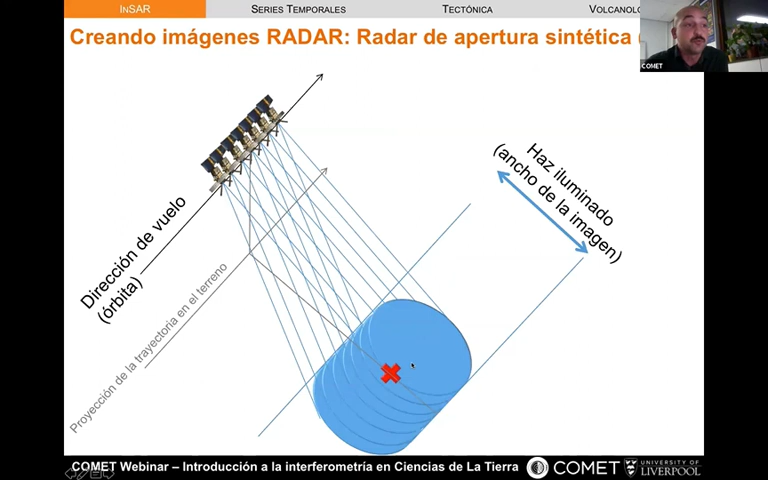 InSAR
Series Temporales
Tectónica
Creando imágenes RADAR: Radar de apertura sintética
COMET
Haz iluminado
(ancho de la imagen)
Dirección de vuelo
(órbita)
Proyección de la trayectoria en el terreno
COMET Webinar – Introducción a la interferometría en Ciencias de La Tierra
COMET
UNIVERSITY OF
LIVERPOOL